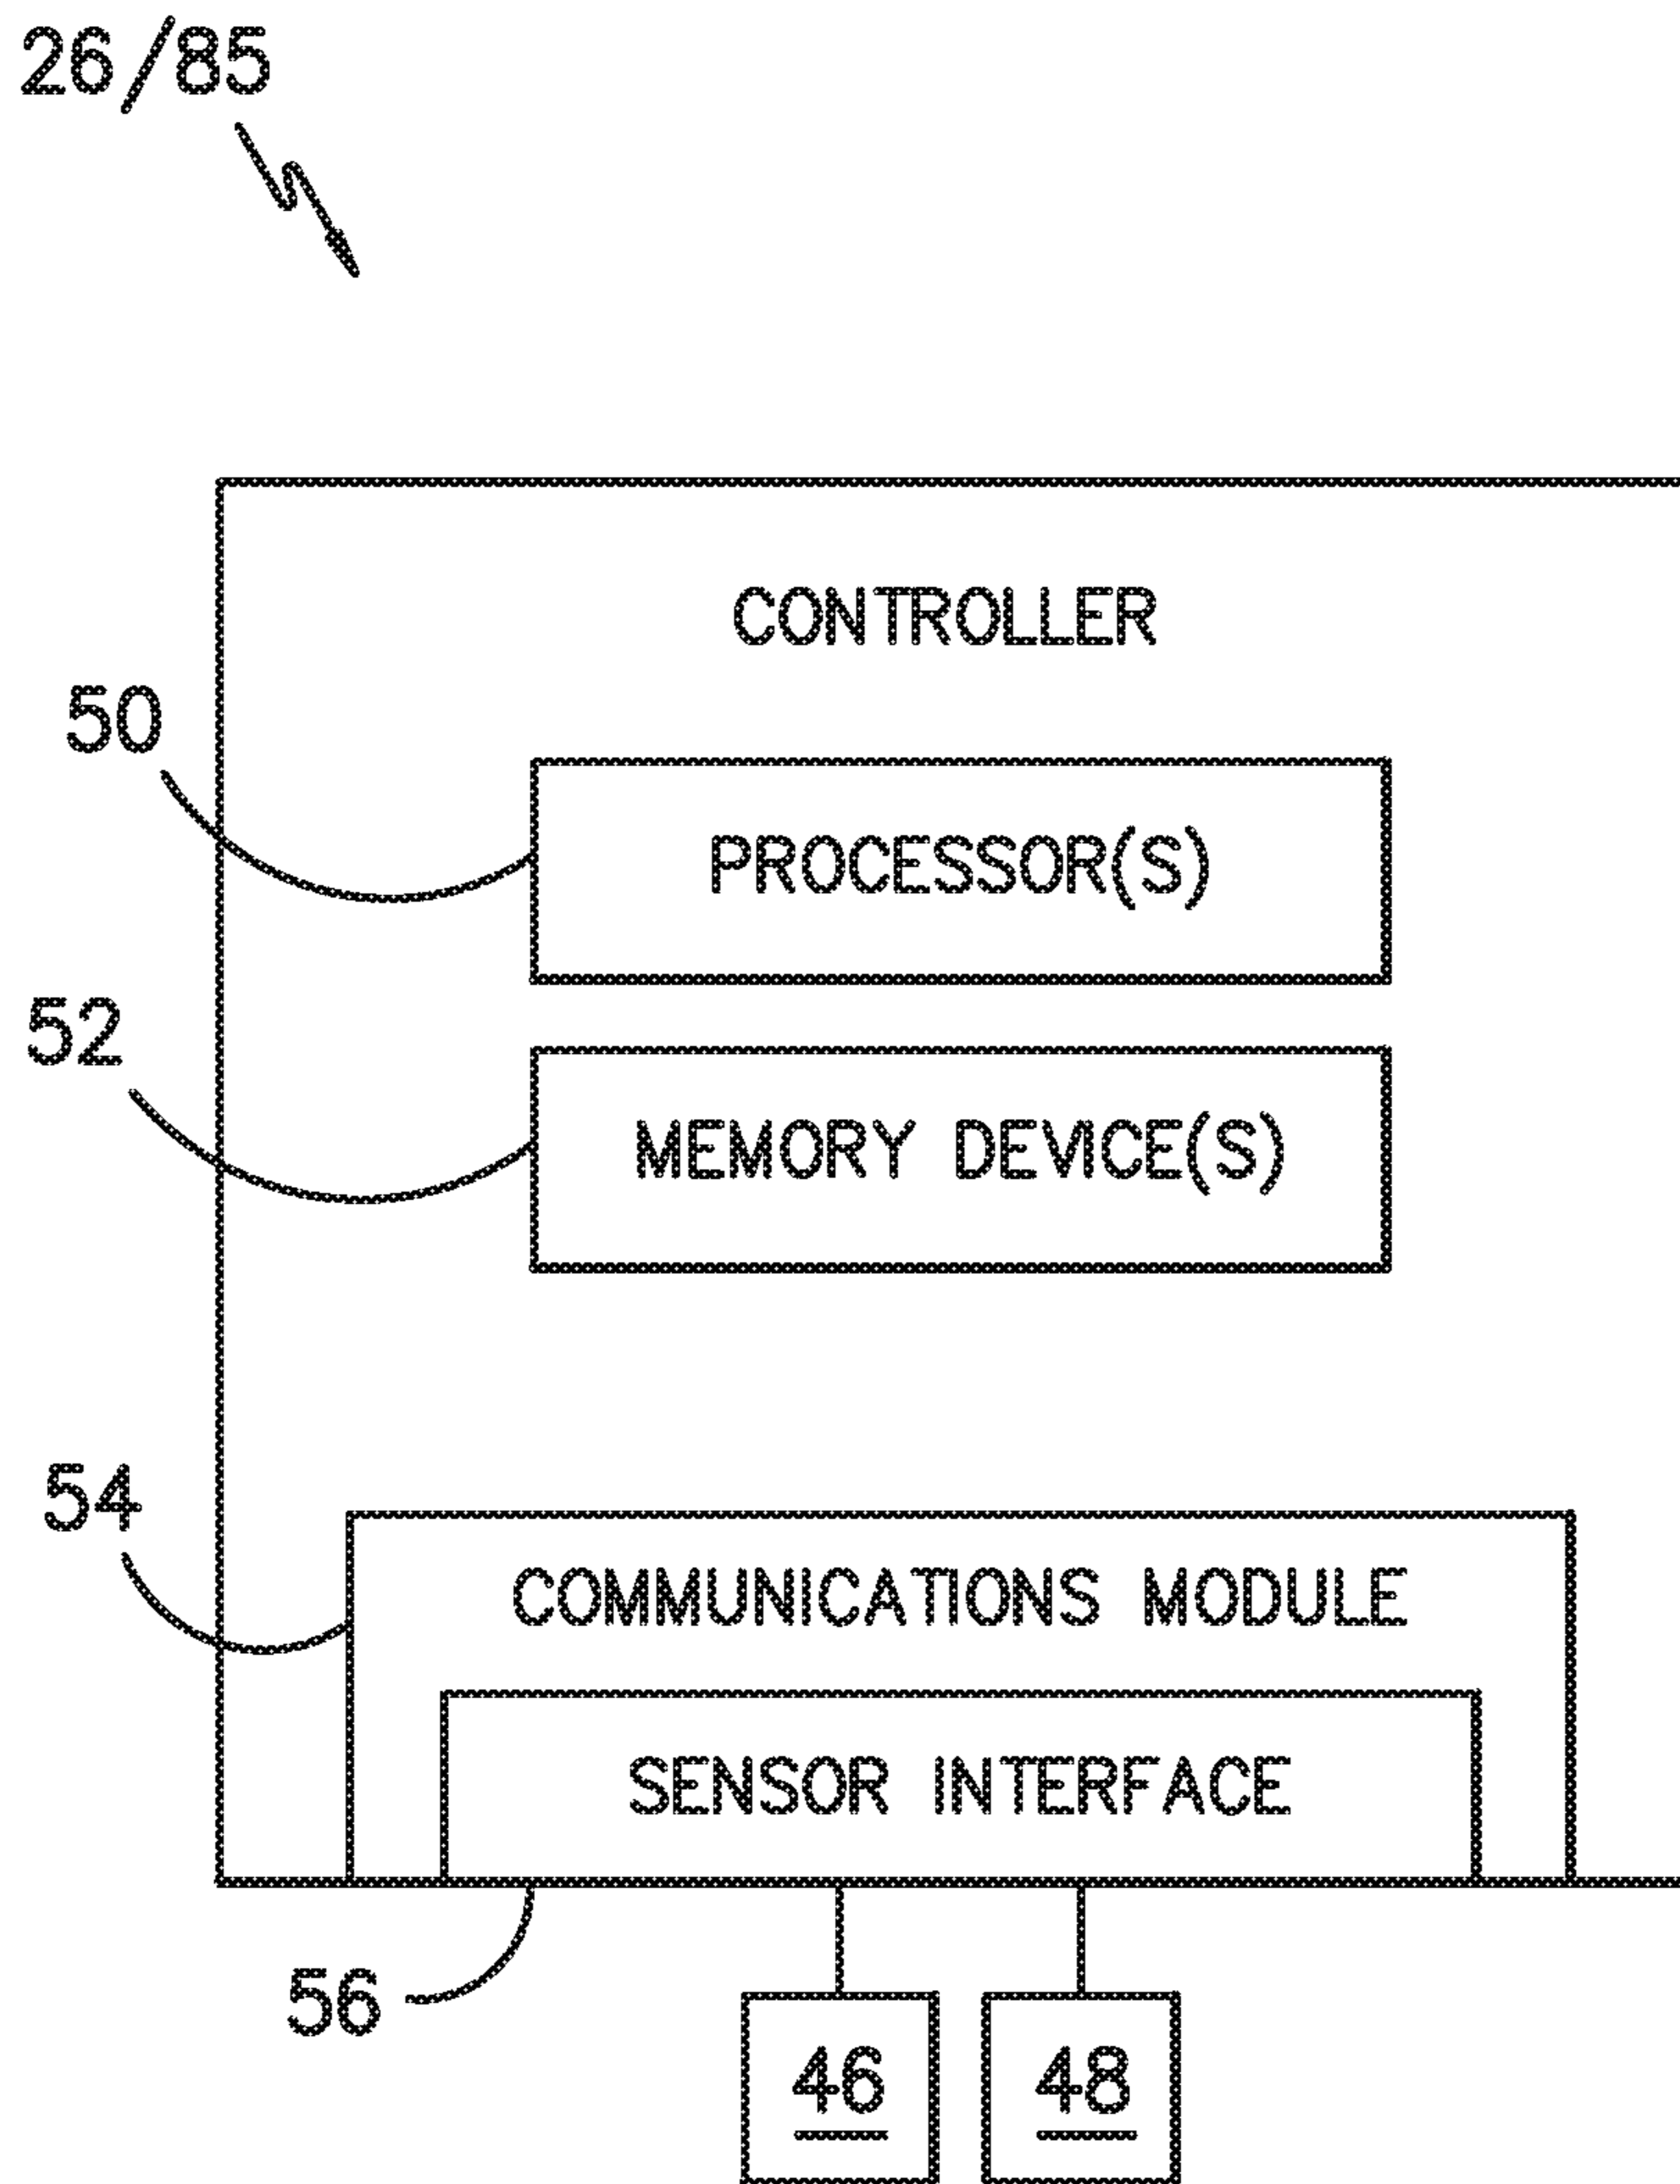 26/85
CONTROLLER
50
PROCESSOR(S)
52
MEMORY DEVICE(S)
54
COMMUNICATIONS MODULE
SENSOR INTERFACE
56
46
48